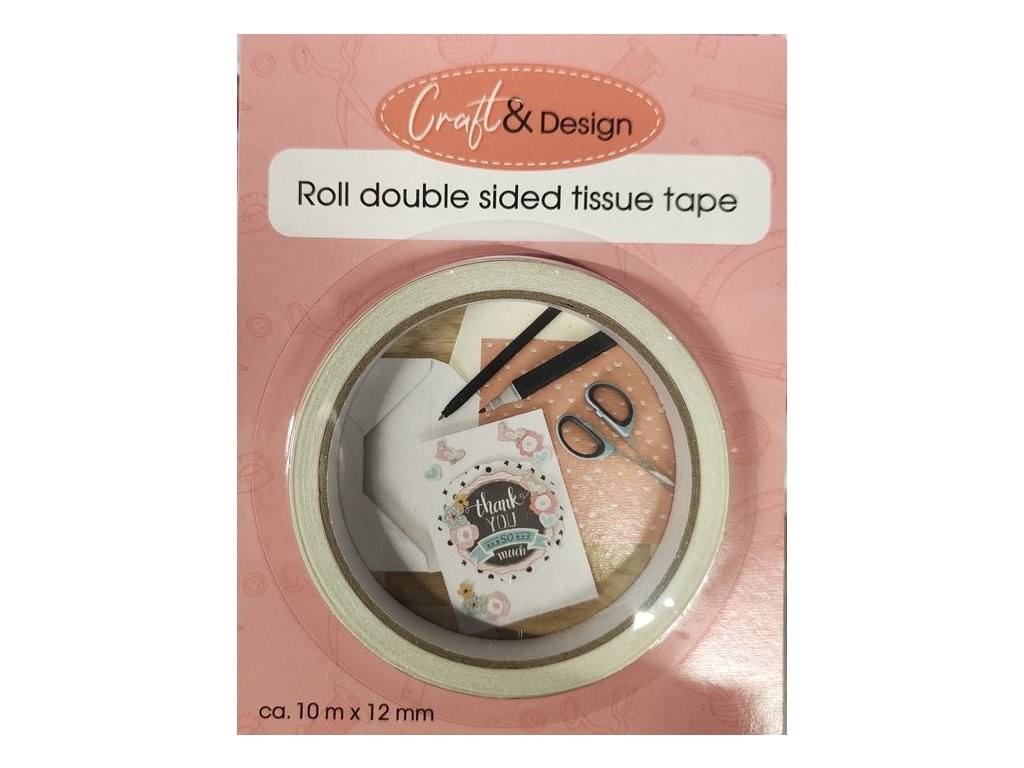 Craft & Design
Roll double sided tissue tape
thank
YOU
SO
much
ca. 10 m x 12 mm